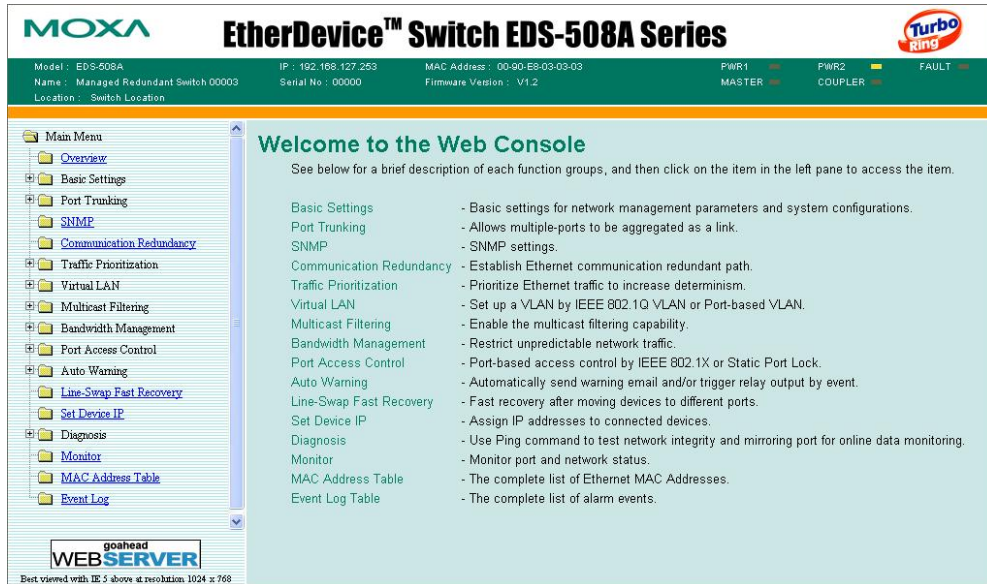 MOXA
EtherDevice™ Switch EDS-508A Series
Turbo Ring
Model : EDS-508A
IP : 192.168.127.253
MAC Address : 00-90-E8-03-03-03
PWR1
PWR2
FAULT
Name : Managed Redundant Switch 00003
Serial No : 00000
Firmware Version : V1.2
MASTER
COUPLER
Location : Switch Location
Main Menu
Overview
Basic Settings
Port Trunking
SNMP
Communication Redundancy
Traffic Prioritization
Virtual LAN
Multicast Filtering
Bandwidth Management
Port Access Control
Auto Warning
Line-Swap Fast Recovery
Set Device IP
Diagnosis
Monitor
MAC Address Table
Event Log
goahead
WEBSERVER
Best viewed with IE 5 above at resolution 1024 x 768
Welcome to the Web Console
See below for a brief description of each function groups, and then click on the item in the left pane to access the item.
Basic Settings - Basic settings for network management parameters and system configurations.
Port Trunking - Allows multiple-ports to be aggregated as a link.
SNMP - SNMP settings.
Communication Redundancy - Establish Ethernet communication redundant path.
Traffic Prioritization - Prioritize Ethernet traffic to increase determinism.
Virtual LAN - Set up a VLAN by IEEE 802.1Q VLAN or Port-based VLAN.
Multicast Filtering - Enable the multicast filtering capability.
Bandwidth Management - Restrict unpredictable network traffic.
Port Access Control - Port-based access control by IEEE 802.1X or Static Port Lock.
Auto Warning - Automatically send warning email and/or trigger relay output by event.
Line-Swap Fast Recovery - Fast recovery after moving devices to different ports.
Set Device IP - Assign IP addresses to connected devices.
Diagnosis - Use Ping command to test network integrity and mirroring port for online data monitoring.
Monitor - Monitor port and network status.
MAC Address Table - The complete list of Ethernet MAC Addresses.
Event Log Table - The complete list of alarm events.